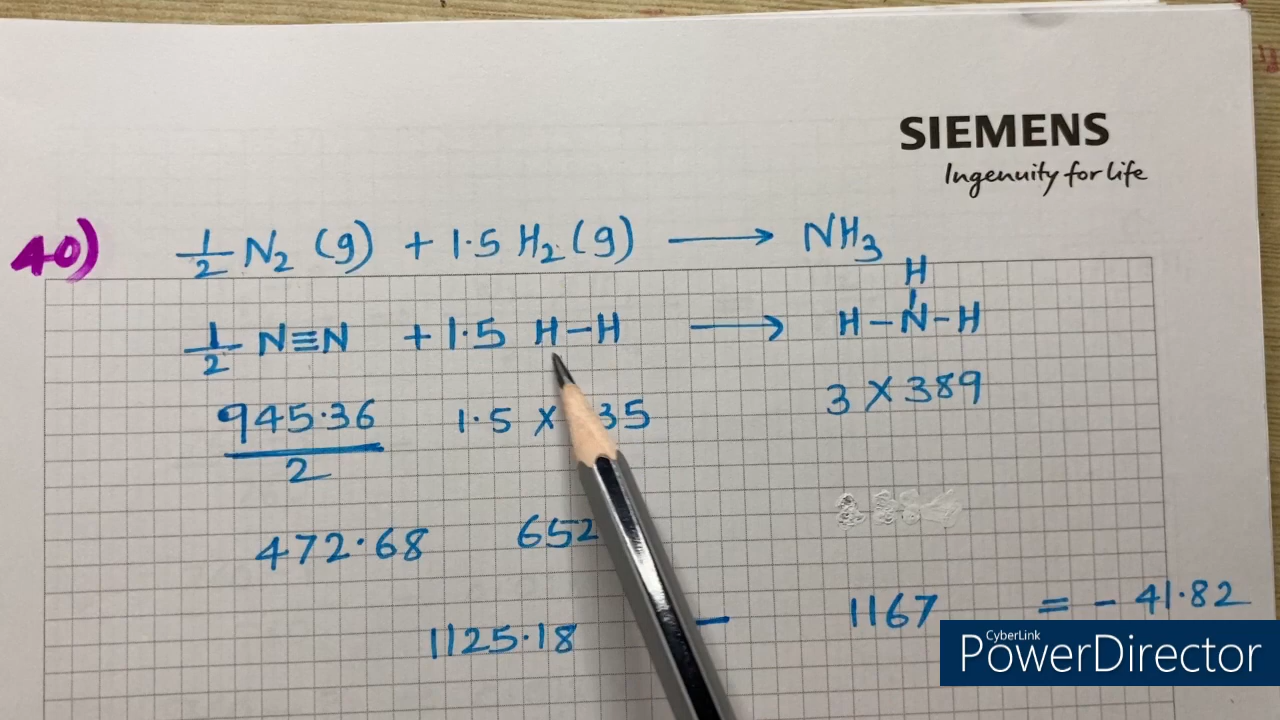 SIEMENS
Ingenuity for life
40) 1/2 N₂ (g) + 1.5 H₂ (g) → NH₃
H
1/2 N≡N + 1.5 H–H → H–N–H
945.36/2 1.5 × 35 3 × 389
472.68 652
1125.18 – 1167 = – 41.82
CyberLink
PowerDirector